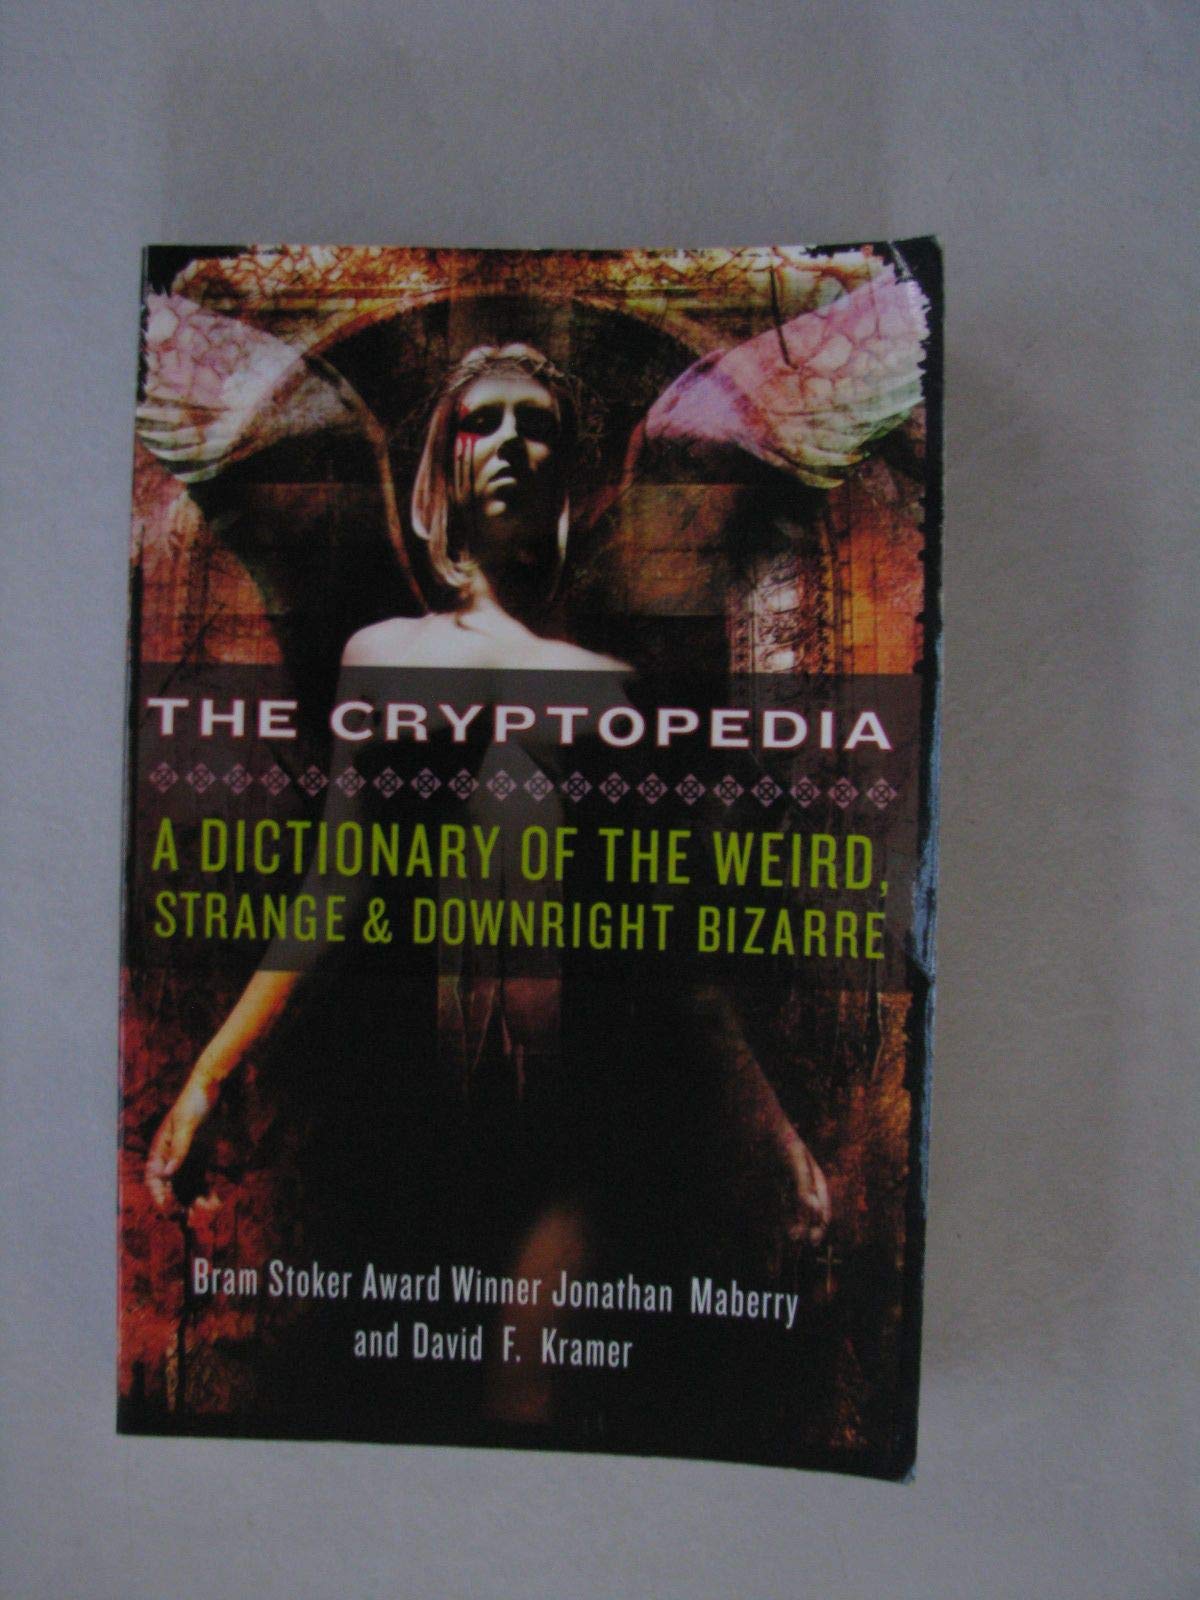 THE CRYPTOPEDIA
A DICTIONARY OF THE WEIRD,
STRANGE & DOWNRIGHT BIZARRE
Bram Stoker Award Winner Jonathan Maberry
and David F. Kramer